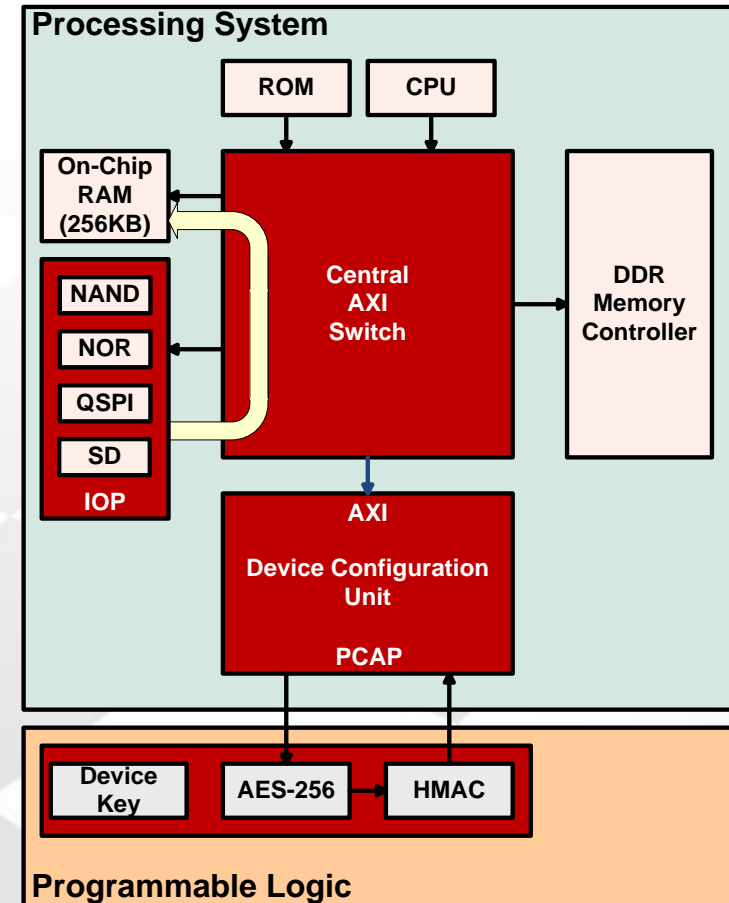 Processing System
ROM
CPU
On-Chip
RAM
(256KB)
NAND
NOR
QSPI
SD
IOP
Central
AXI
Switch
DDR
Memory
Controller
AXI
Device Configuration
Unit
PCAP
Device
Key
AES-256
HMAC
Programmable Logic